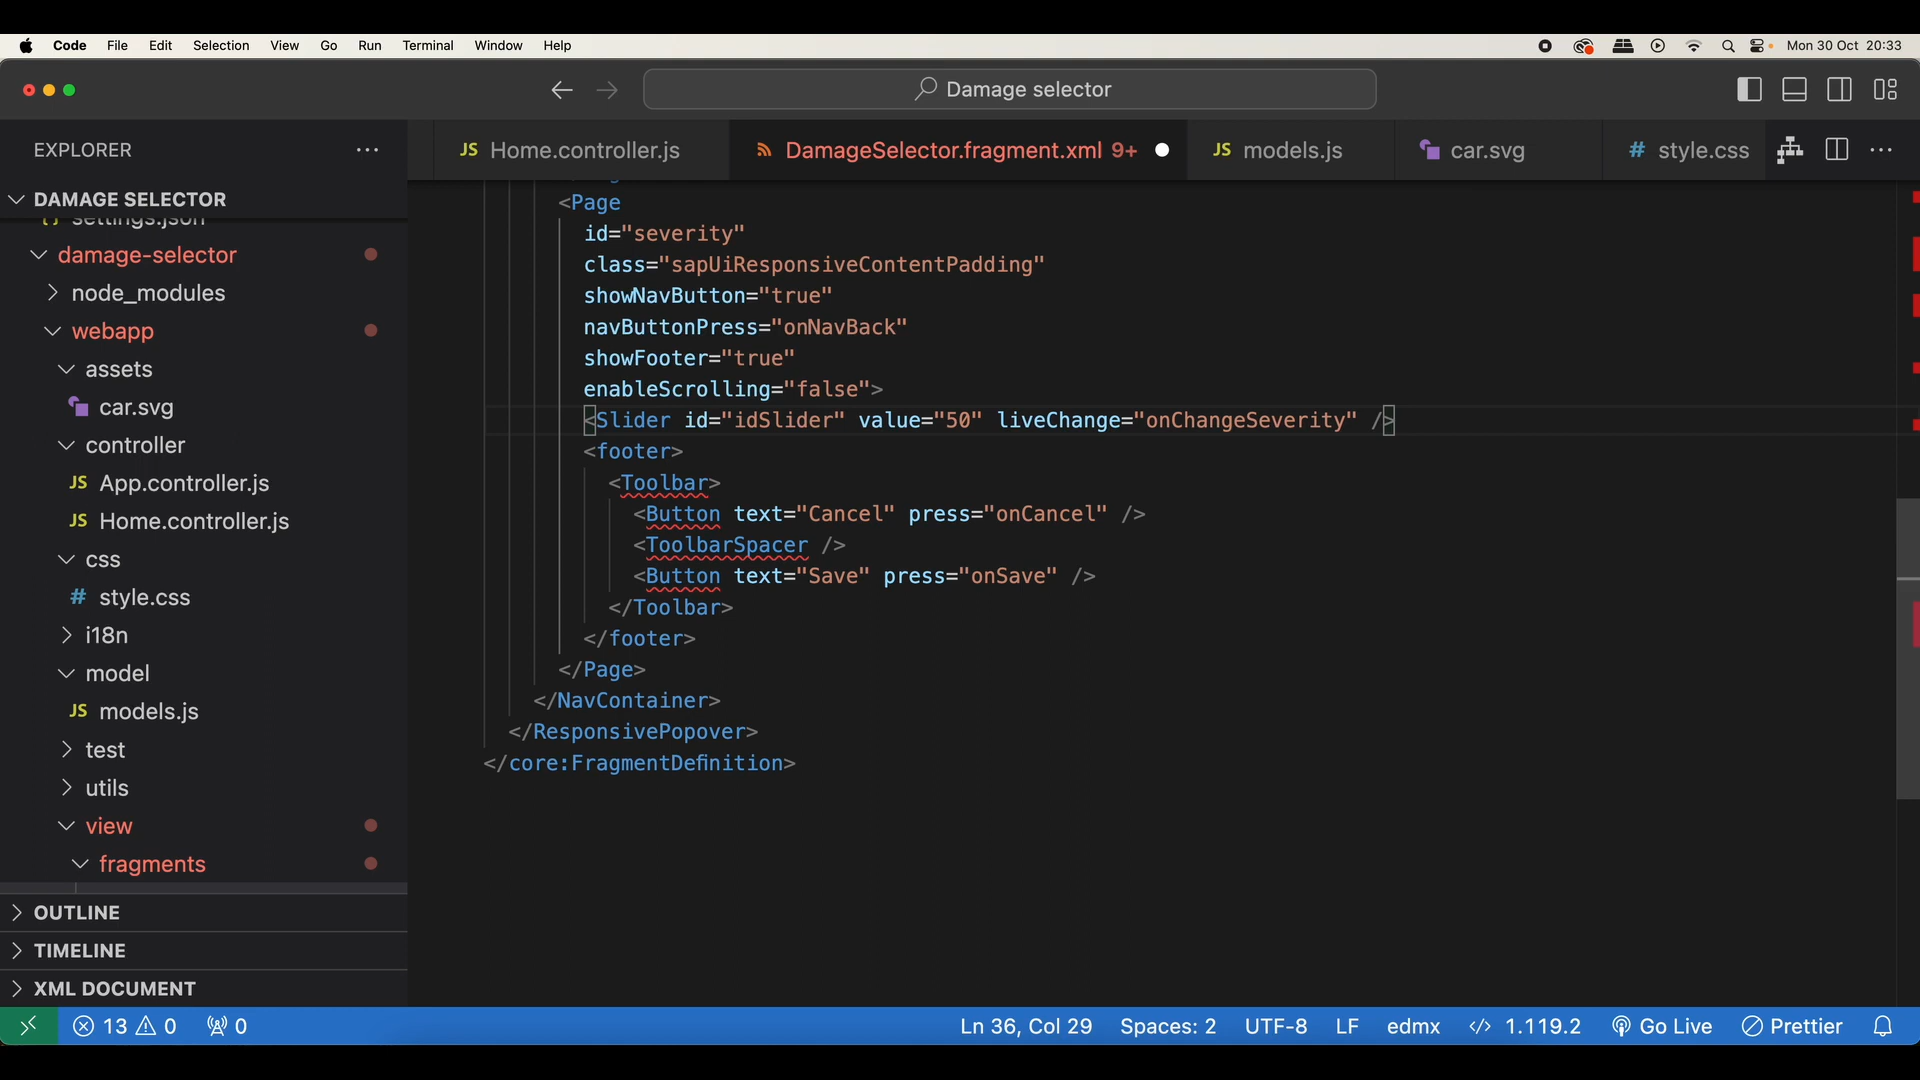 Code File Edit Selection View Go Run Terminal Window Help Mon 30 Oct 20:33
Damage selector
EXPLORER
JS Home.controller.js DamageSelector.fragment.xml 9+ JS models.js car.svg # style.css
DAMAGE SELECTOR
settings.json
damage-selector
node_modules
webapp
assets
car.svg
controller
JS App.controller.js
JS Home.controller.js
css
# style.css
i18n
model
JS models.js
test
utils
view
fragments
OUTLINE
TIMELINE
XML DOCUMENT
<Page
id="severity"
class="sapUiResponsiveContentPadding"
showNavButton="true"
navButtonPress="onNavBack"
showFooter="true"
enableScrolling="false">
<Slider id="idSlider" value="50" liveChange="onChangeSeverity" />
<footer>
<Toolbar>
<Button text="Cancel" press="onCancel" />
<ToolbarSpacer />
<Button text="Save" press="onSave" />
</Toolbar>
</footer>
</Page>
</NavContainer>
</ResponsivePopover>
</core:FragmentDefinition>
13 0 0 Ln 36, Col 29 Spaces: 2 UTF-8 LF edmx </> 1.119.2 Go Live Prettier